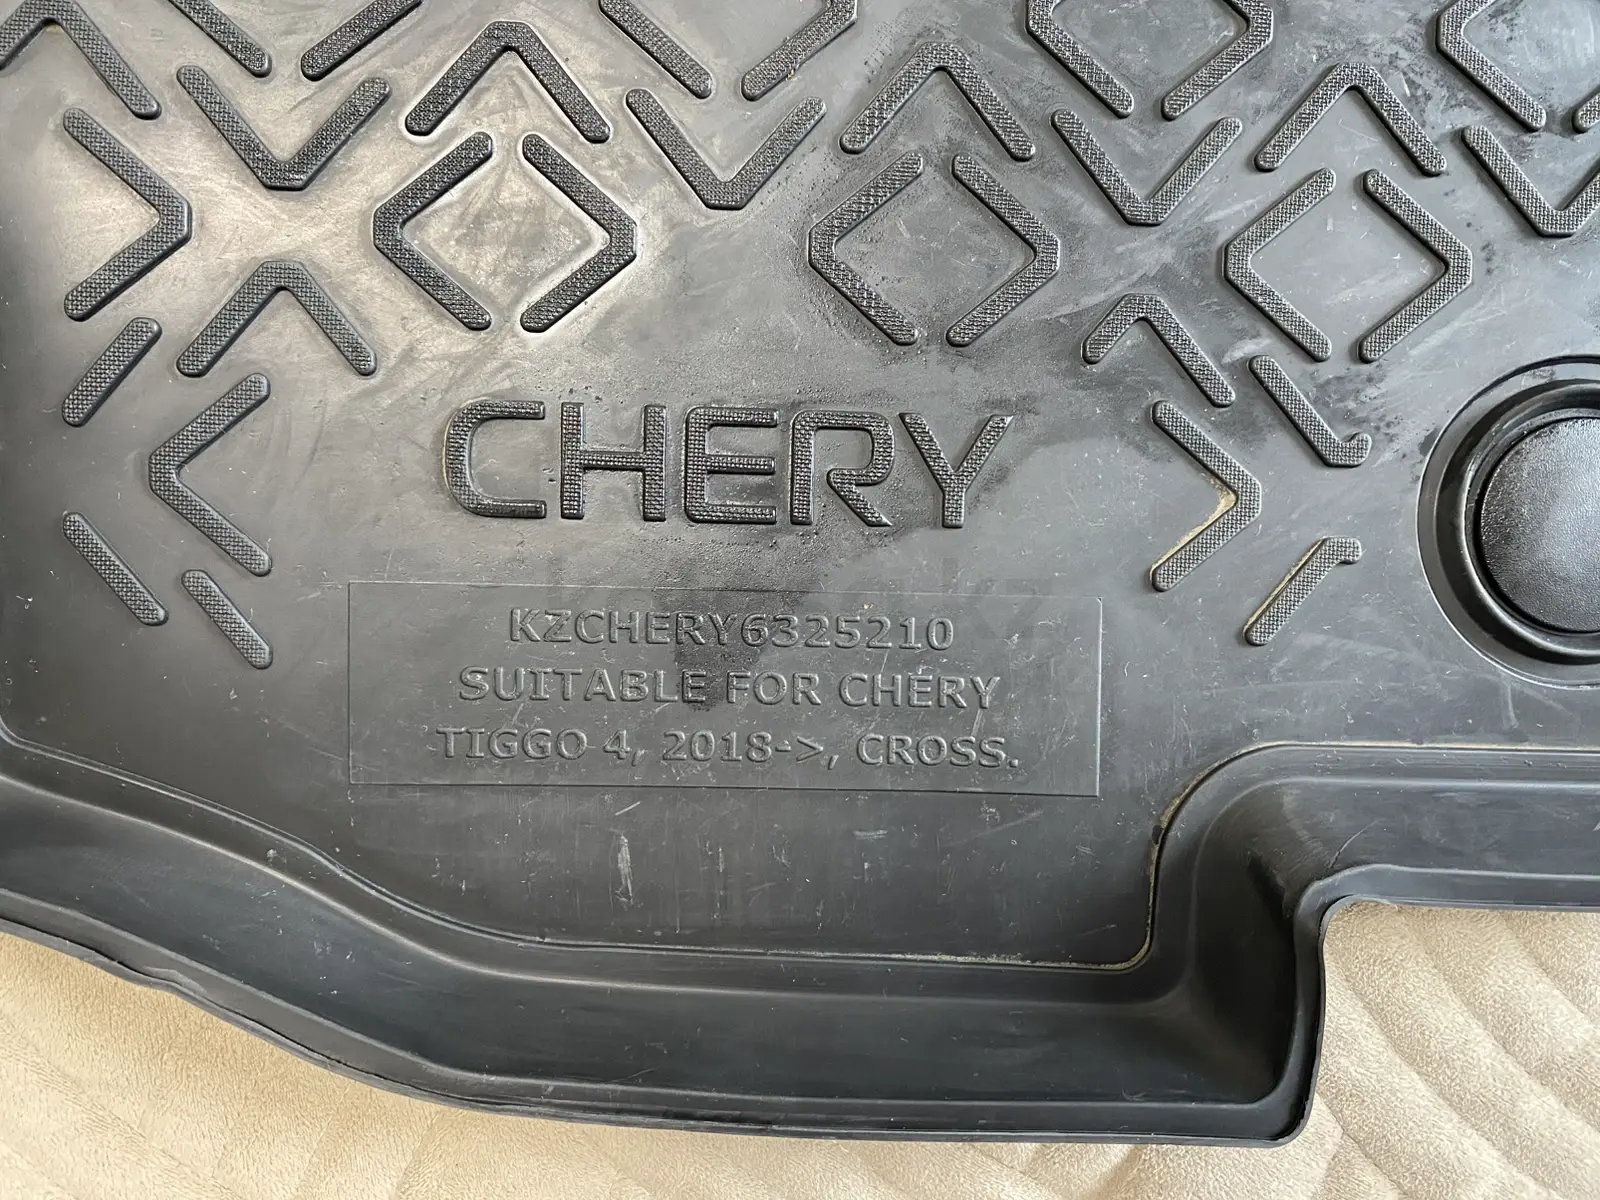 CHERY
KZCHERY6325210
SUITABLE FOR CHERY
TIGGO 4, 2018->, CROSS.